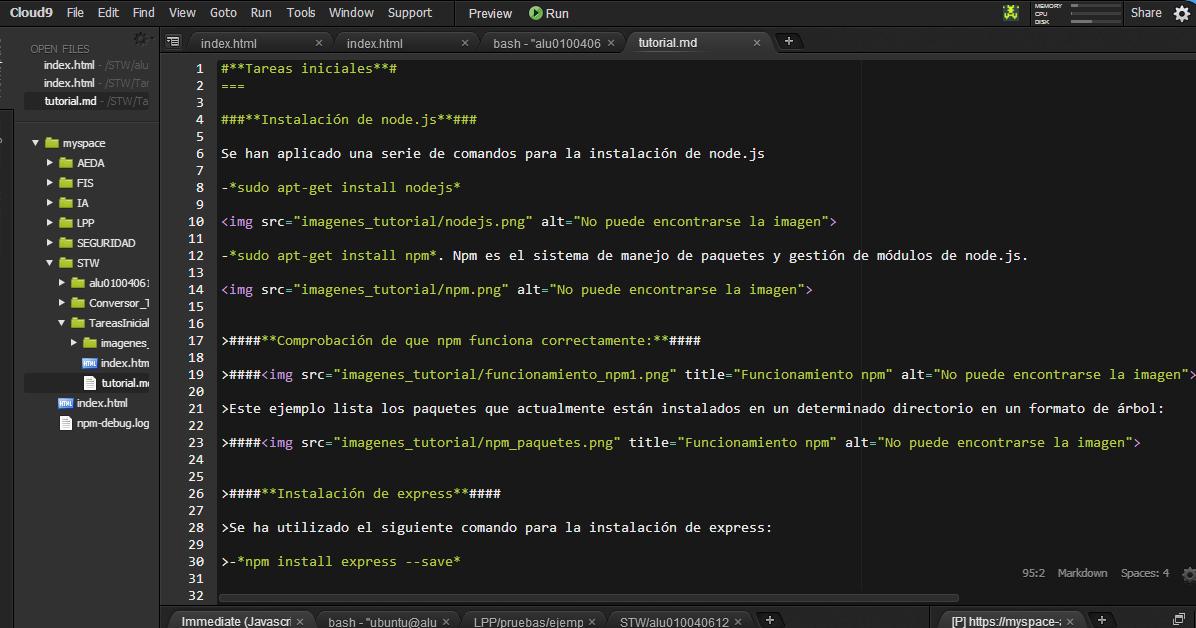 Cloud9 File Edit Find View Goto Run Tools Window Support Preview Run MEMORY CPU DISK Share
OPEN FILES
index.html - /STW/alu
index.html - /STW/Tar
tutorial.md - /STW/Ta
myspace
AEDA
FIS
IA
LPP
SEGURIDAD
STW
alu01004061
Conversor_T
TareasInicial
imagenes_
index.htm
tutorial.md
index.html
npm-debug.log
index.html × index.html × bash - "alu0100406 × tutorial.md × +
1 #**Tareas iniciales**#
2 ===
3
4 ###**Instalación de node.js**###
5
6 Se han aplicado una serie de comandos para la instalación de node.js
7
8 -*sudo apt-get install nodejs*
9
10 <img src="imagenes_tutorial/nodejs.png" alt="No puede encontrarse la imagen">
11
12 -*sudo apt-get install npm*. Npm es el sistema de manejo de paquetes y gestión de módulos de node.js.
13
14 <img src="imagenes_tutorial/npm.png" alt="No puede encontrarse la imagen">
15
16
17 >####**Comprobación de que npm funciona correctamente:**####
18
19 >####<img src="imagenes_tutorial/funcionamiento_npm1.png" title="Funcionamiento npm" alt="No puede encontrarse la imagen">
20
21 >Este ejemplo lista los paquetes que actualmente están instalados en un determinado directorio en un formato de árbol:
22
23 >####<img src="imagenes_tutorial/npm_paquetes.png" title="Funcionamiento npm" alt="No puede encontrarse la imagen">
24
25
26 >####**Instalación de express**####
27
28 >Se ha utilizado el siguiente comando para la instalación de express:
29
30 >-*npm install express --save*
31
32
95:2 Markdown Spaces: 4
Immediate (Javascri × bash - "ubuntu@alu × LPP/pruebas/ejemp × STW/alu010040612 × + [P] https://myspace-a × +